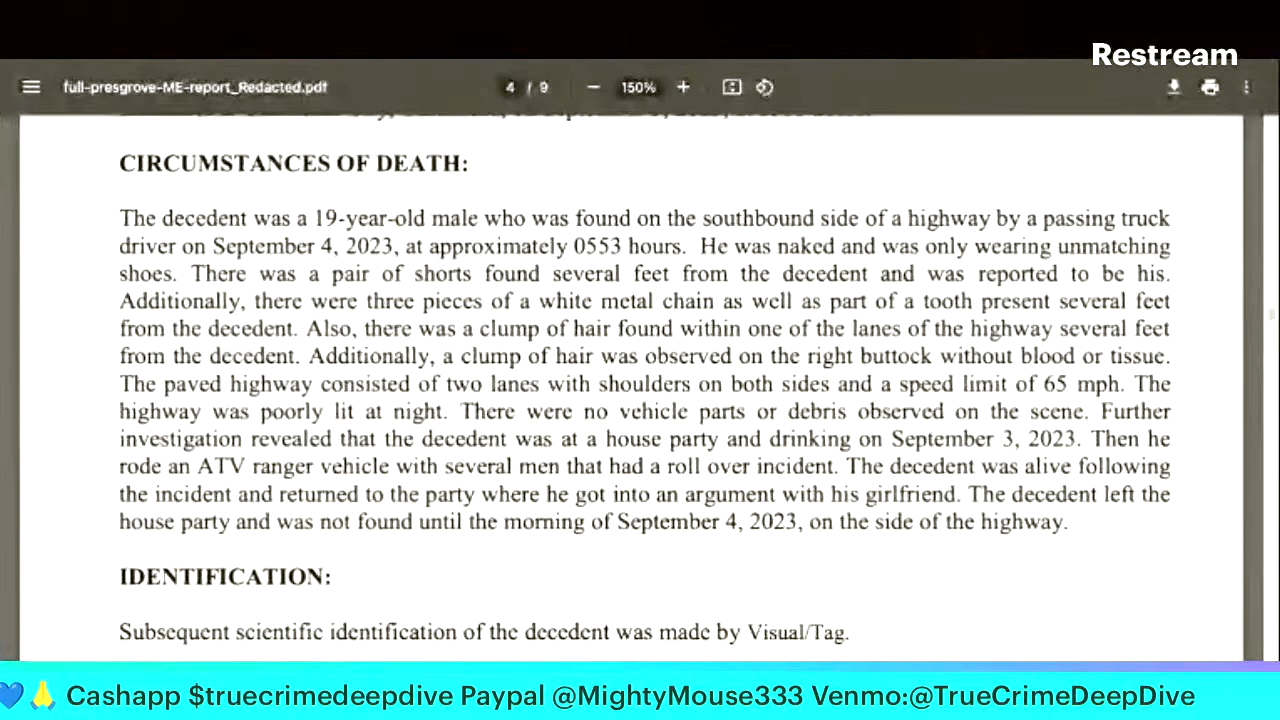 Restream
full-presgrove-ME-report_Redacted.pdf
4 / 9
150%
CIRCUMSTANCES OF DEATH:
The decedent was a 19-year-old male who was found on the southbound side of a highway by a passing truck
driver on September 4, 2023, at approximately 0553 hours. He was naked and was only wearing unmatching
shoes. There was a pair of shorts found several feet from the decedent and was reported to be his.
Additionally, there were three pieces of a white metal chain as well as part of a tooth present several feet
from the decedent. Also, there was a clump of hair found within one of the lanes of the highway several feet
from the decedent. Additionally, a clump of hair was observed on the right buttock without blood or tissue.
The paved highway consisted of two lanes with shoulders on both sides and a speed limit of 65 mph. The
highway was poorly lit at night. There were no vehicle parts or debris observed on the scene. Further
investigation revealed that the decedent was at a house party and drinking on September 3, 2023. Then he
rode an ATV ranger vehicle with several men that had a roll over incident. The decedent was alive following
the incident and returned to the party where he got into an argument with his girlfriend. The decedent left the
house party and was not found until the morning of September 4, 2023, on the side of the highway.
IDENTIFICATION:
Subsequent scientific identification of the decedent was made by Visual/Tag.
💙🙏 Cashapp $truecrimedeepdive Paypal @MightyMouse333 Venmo:@TrueCrimeDeepDive